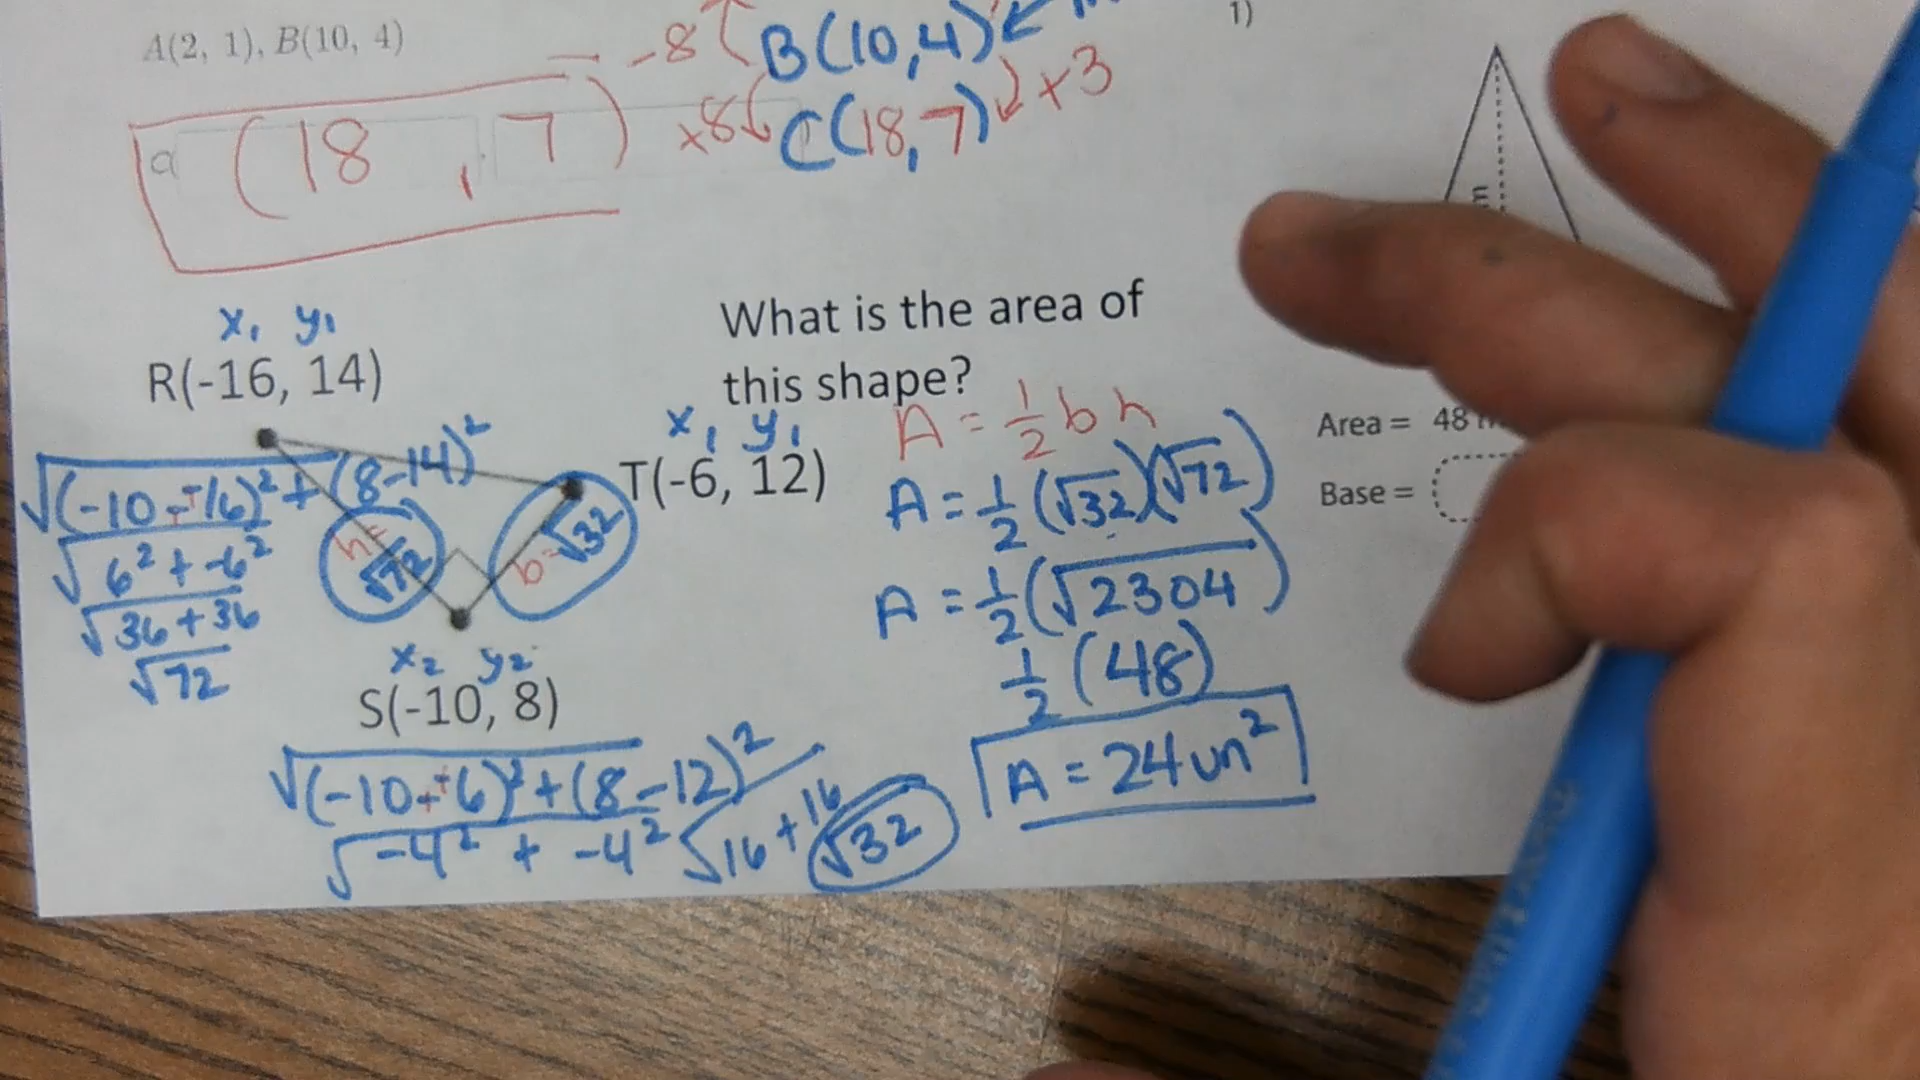 A(2, 1), B(10, 4)
-8
B(10,4)
(18, 7)
+8
C(18,7)
+3
1)
What is the area of
this shape?
x₁ y₁
R(-16, 14)
x₁ y₁
T(-6, 12)
√(-10--16)²+(8-14)²
√6²+-6²
√36+36
√72
h=√72
b=√32
x₂ y₂
S(-10, 8)
√(-10--6)²+(8-12)²
√-4² + -4²
√16+16
√32
A = 1/2 b h
A = 1/2 (√32)(√72)
A = 1/2 (√2304)
1/2 (48)
A = 24un²
Area = 48
Base =